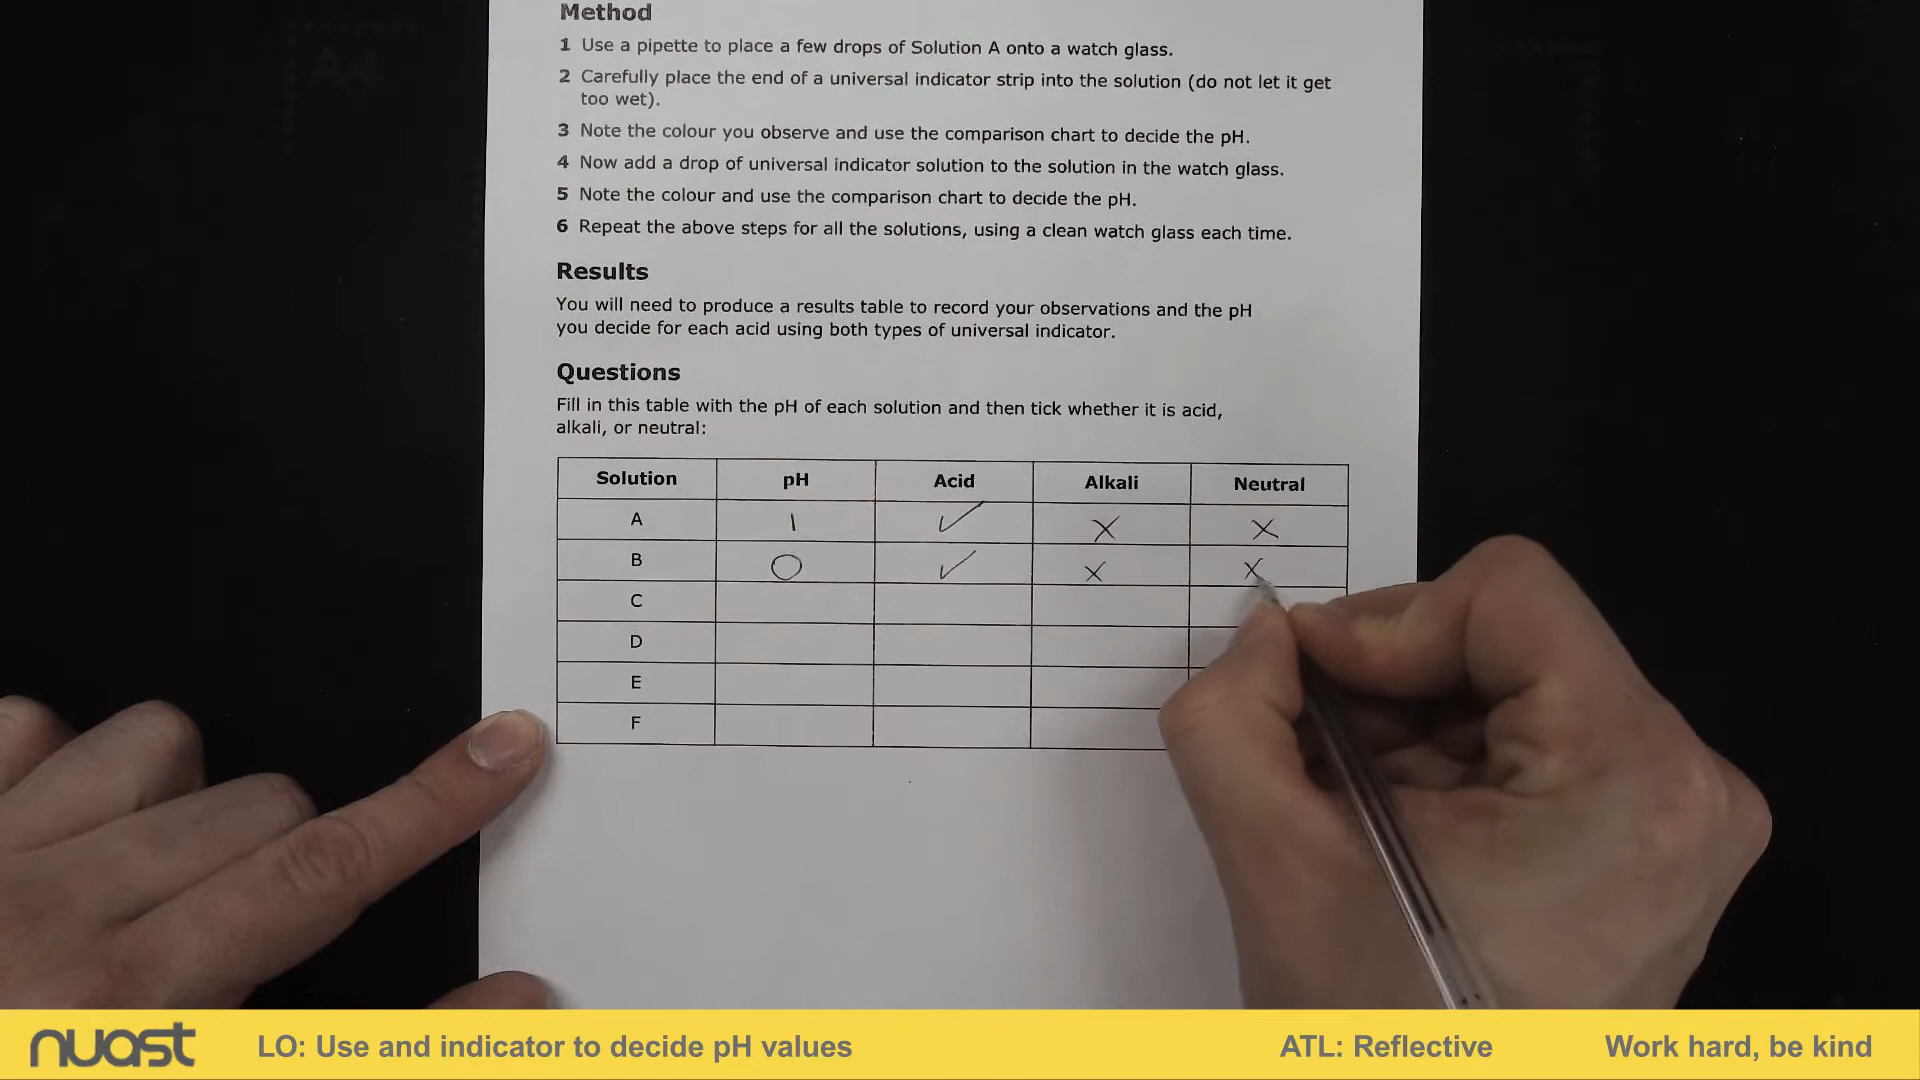 Method
1 Use a pipette to place a few drops of Solution A onto a watch glass.
2 Carefully place the end of a universal indicator strip into the solution (do not let it get
too wet).
3 Note the colour you observe and use the comparison chart to decide the pH.
4 Now add a drop of universal indicator solution to the solution in the watch glass.
5 Note the colour and use the comparison chart to decide the pH.
6 Repeat the above steps for all the solutions, using a clean watch glass each time.
Results
You will need to produce a results table to record your observations and the pH
you decide for each acid using both types of universal indicator.
Questions
Fill in this table with the pH of each solution and then tick whether it is acid,
alkali, or neutral:
Solution pH Acid Alkali Neutral
A 1 ✓ X X
B 0 ✓ X X
C
D
E
F
nuast LO: Use and indicator to decide pH values ATL: Reflective Work hard, be kind